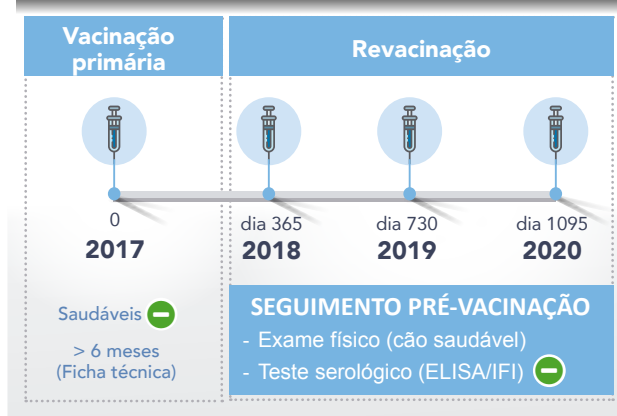 Vacinação
primária
Revacinação
0
2017
dia 365
2018
dia 730
2019
dia 1095
2020
Saudáveis
> 6 meses
(Ficha técnica)
SEGUIMENTO PRÉ-VACINAÇÃO
- Exame físico (cão saudável)
- Teste serológico (ELISA/IFI)